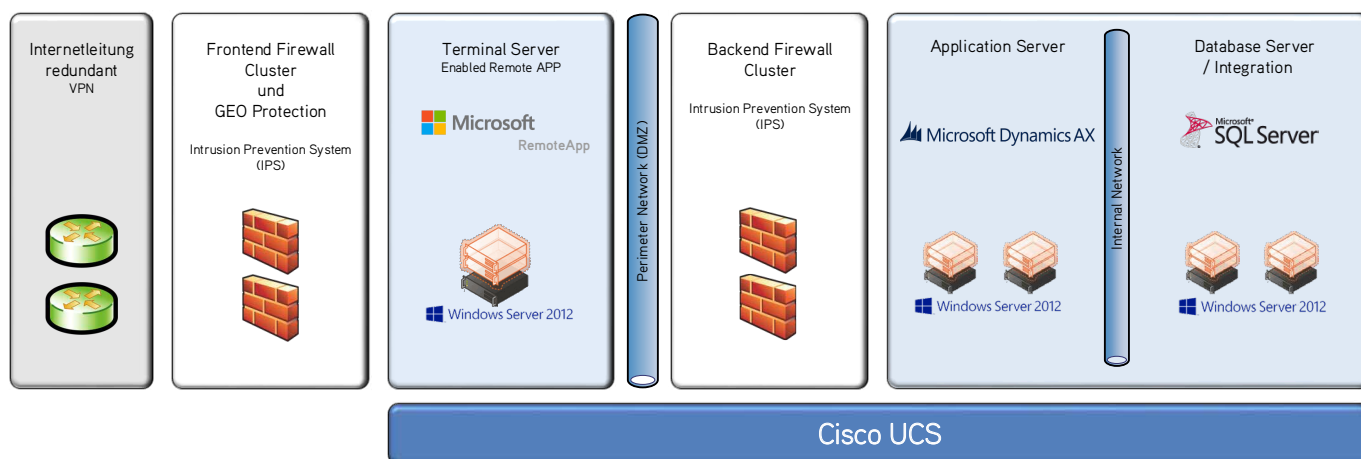 Internetleitung
redundant
VPN
Frontend Firewall
Cluster
und
GEO Protection
Intrusion Prevention System
(IPS)
Terminal Server
Enabled Remote APP
Microsoft
RemoteApp
Windows Server 2012
Perimeter Network (DMZ)
Backend Firewall
Cluster
Intrusion Prevention System
(IPS)
Application Server
Microsoft Dynamics AX
Windows Server 2012
Internal Network
Database Server
/ Integration
Microsoft®
SQL Server
Windows Server 2012
Cisco UCS